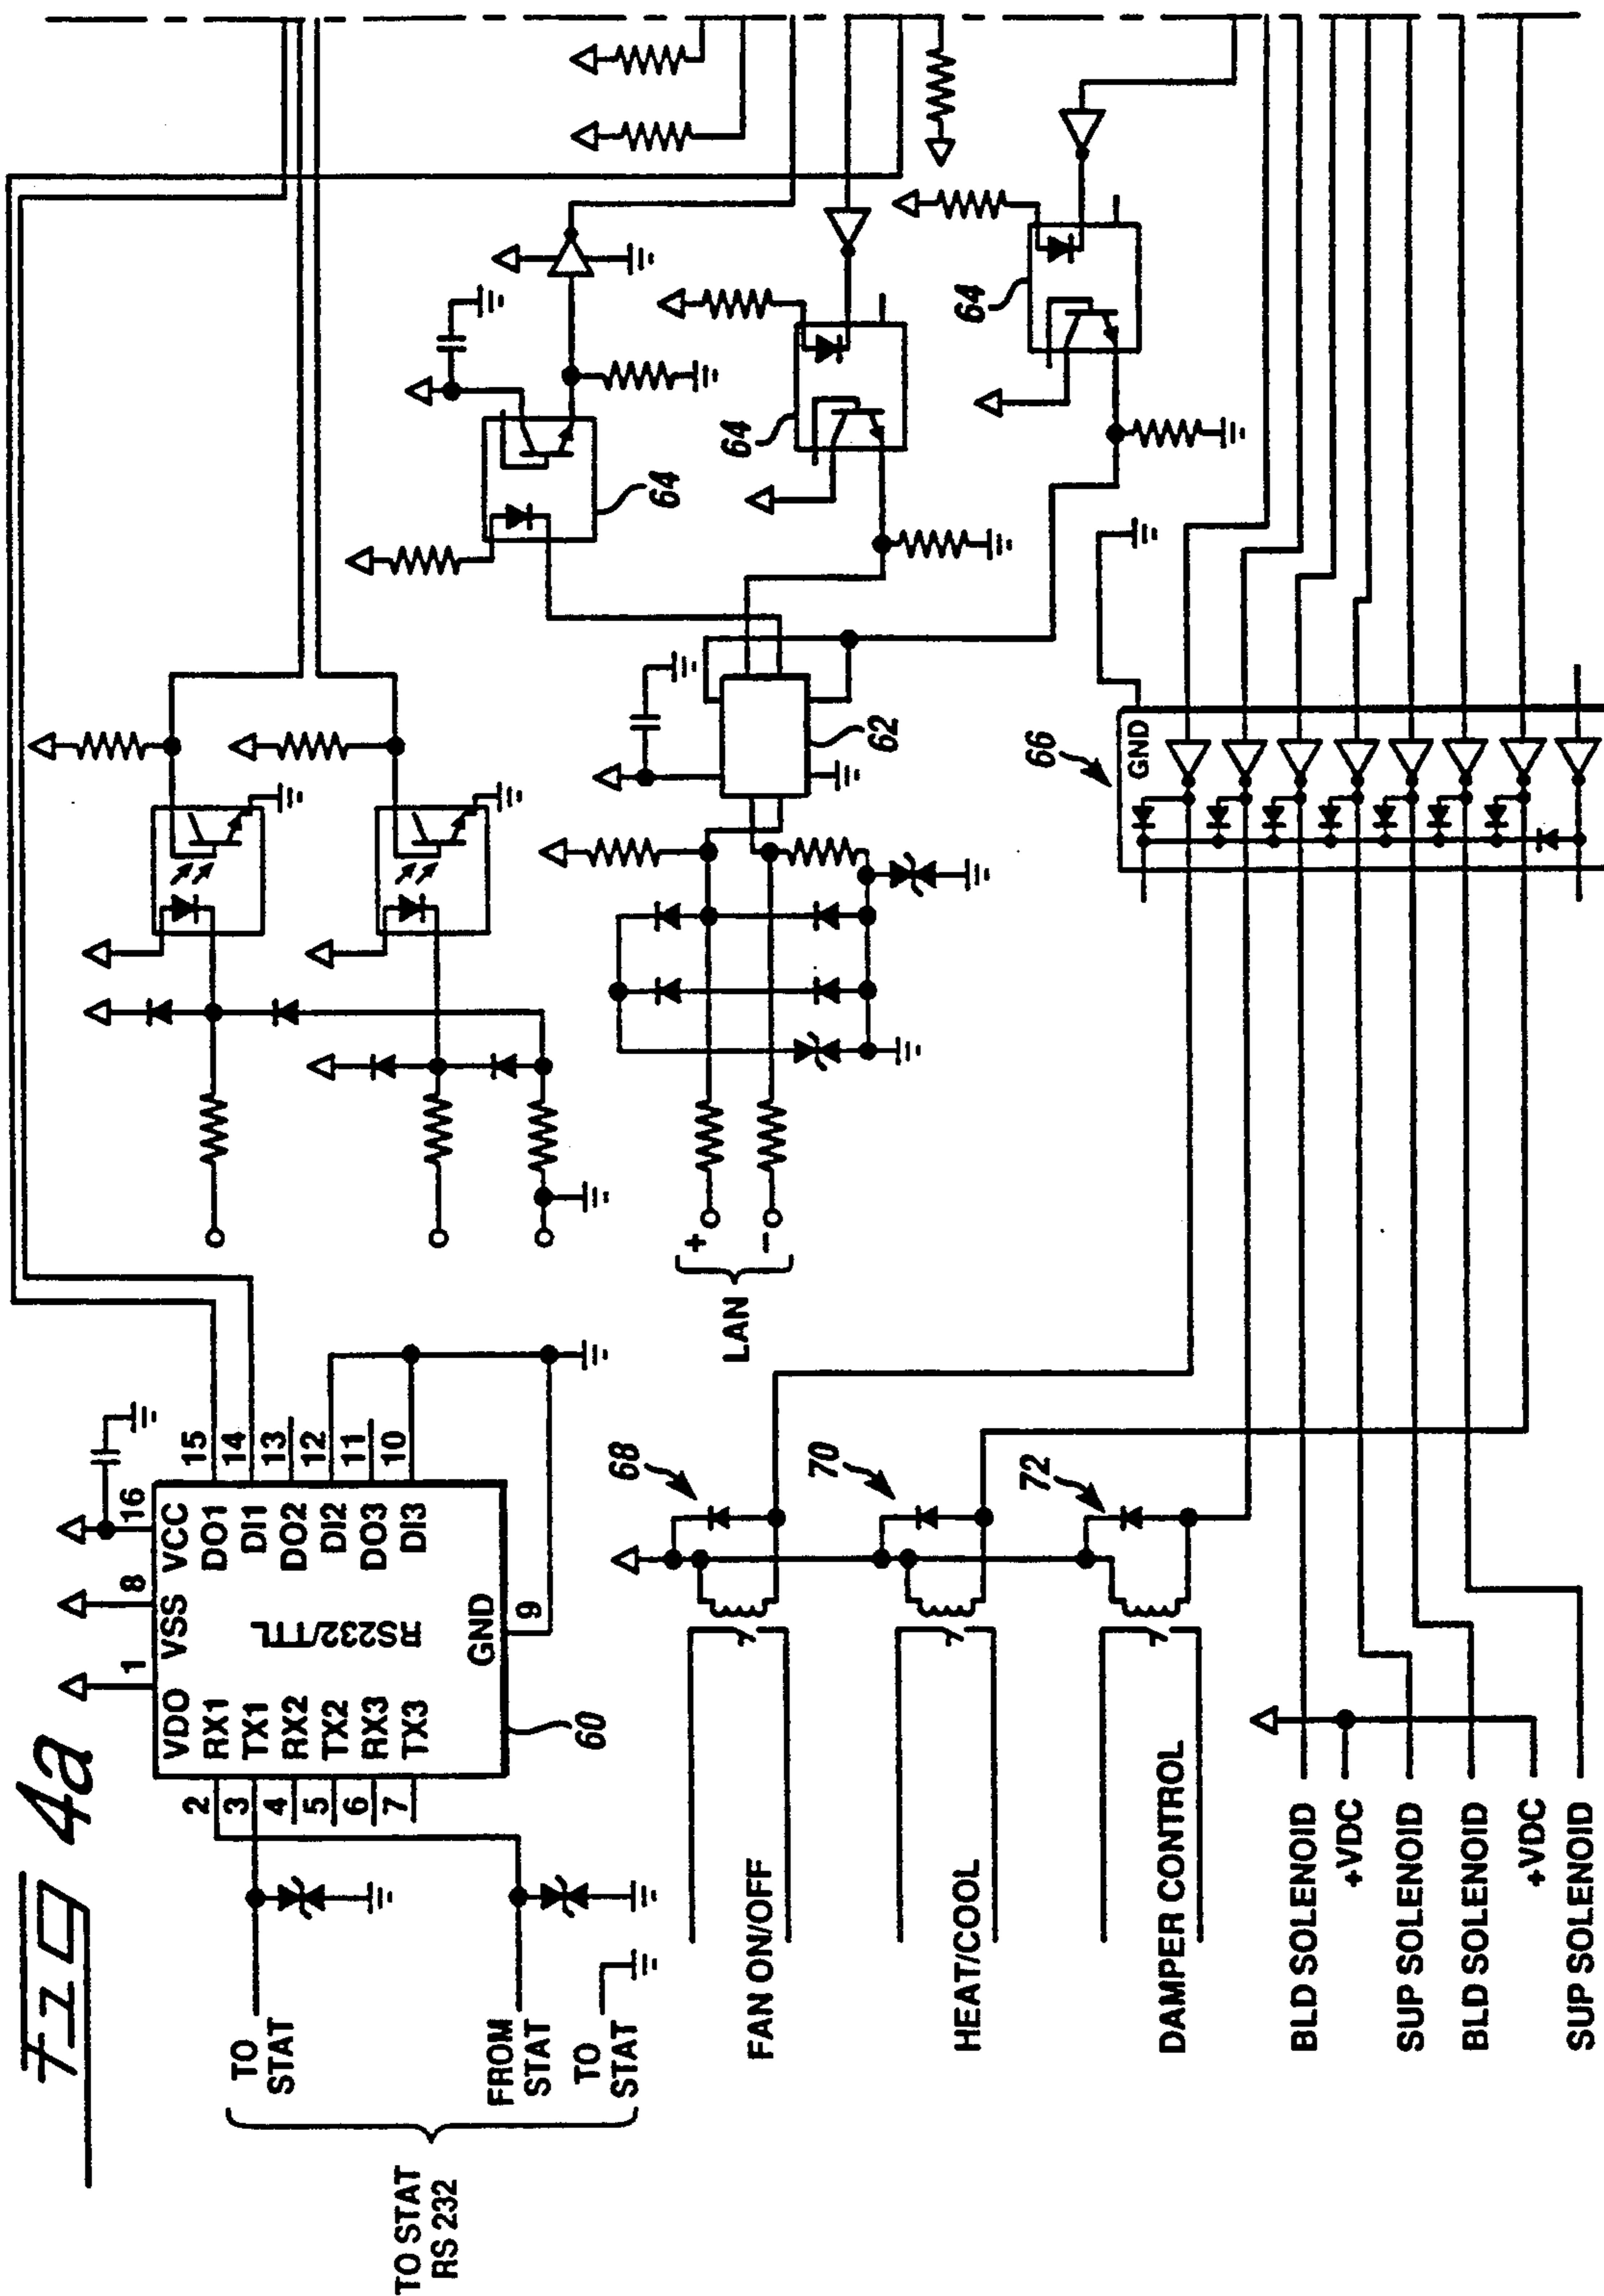 FIG 4a
TO STAT
RS 232
TO
STAT
FROM
STAT
TO
STAT
2
3
4
5
6
7
1
8
16
VDO
VSS
VCC
RX1
TX1
RX2
TX2
RX3
TX3
RS232/TTL
DO1
DI1
DO2
DI2
DO3
DI3
GND
15
14
13
12
11
10
9
60
LAN
+
−
62
64
64
64
66
GND
FAN ON/OFF
68
HEAT/COOL
70
DAMPER CONTROL
72
BLD SOLENOID
+VDC
SUP SOLENOID
BLD SOLENOID
+VDC
SUP SOLENOID